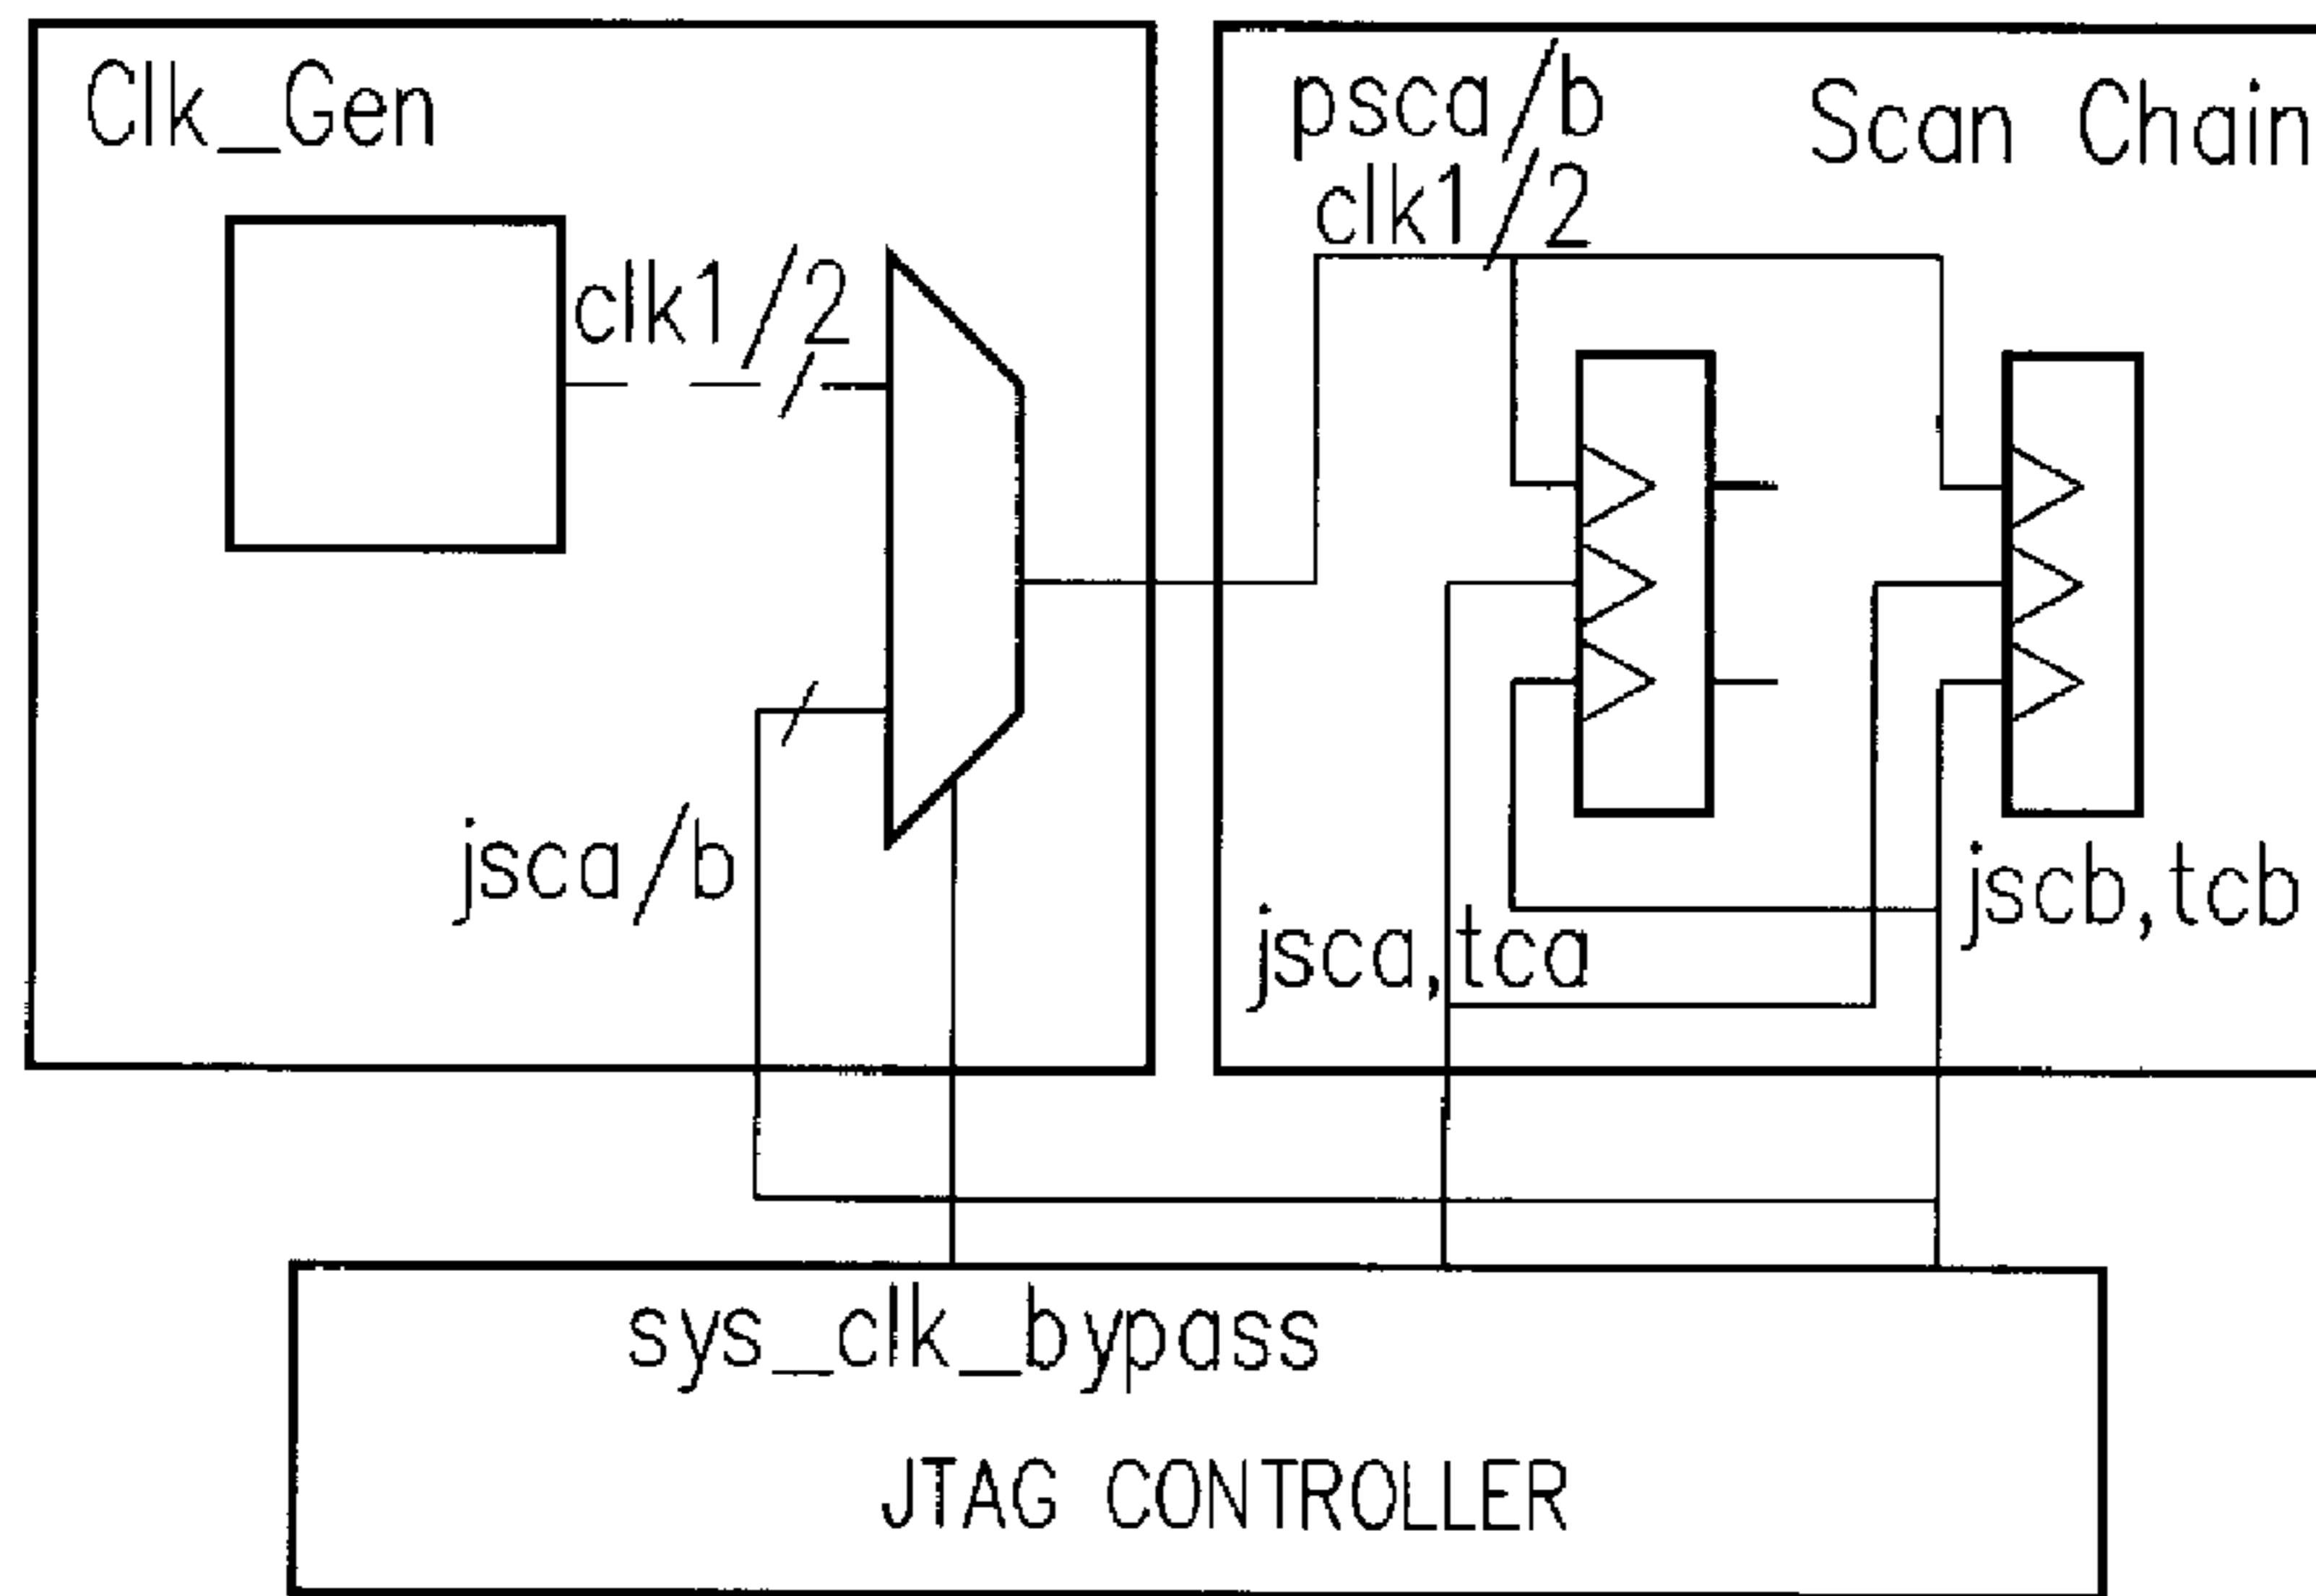 Clk_Gen
clk1/2
jsca/b
psca/b
clk1/2
Scan Chain
jsca,tca
jscb,tcb
sys_clk_bypass
JTAG CONTROLLER